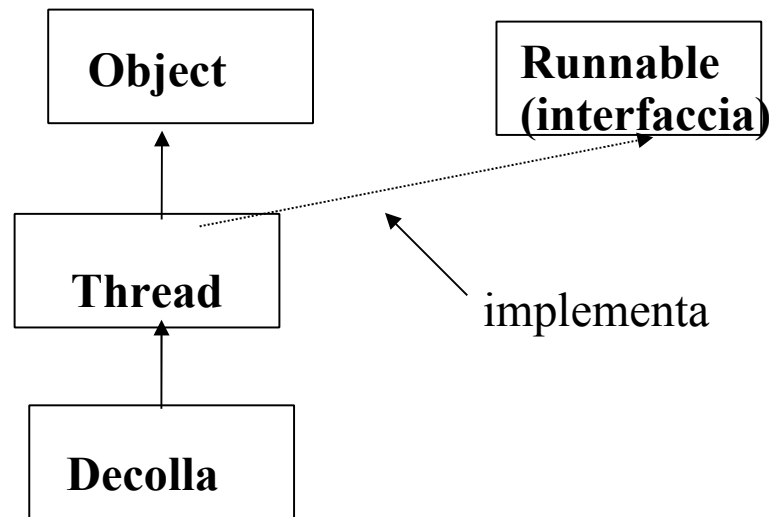 Object
Runnable
(interfaccia)
Thread
implementa
Decolla